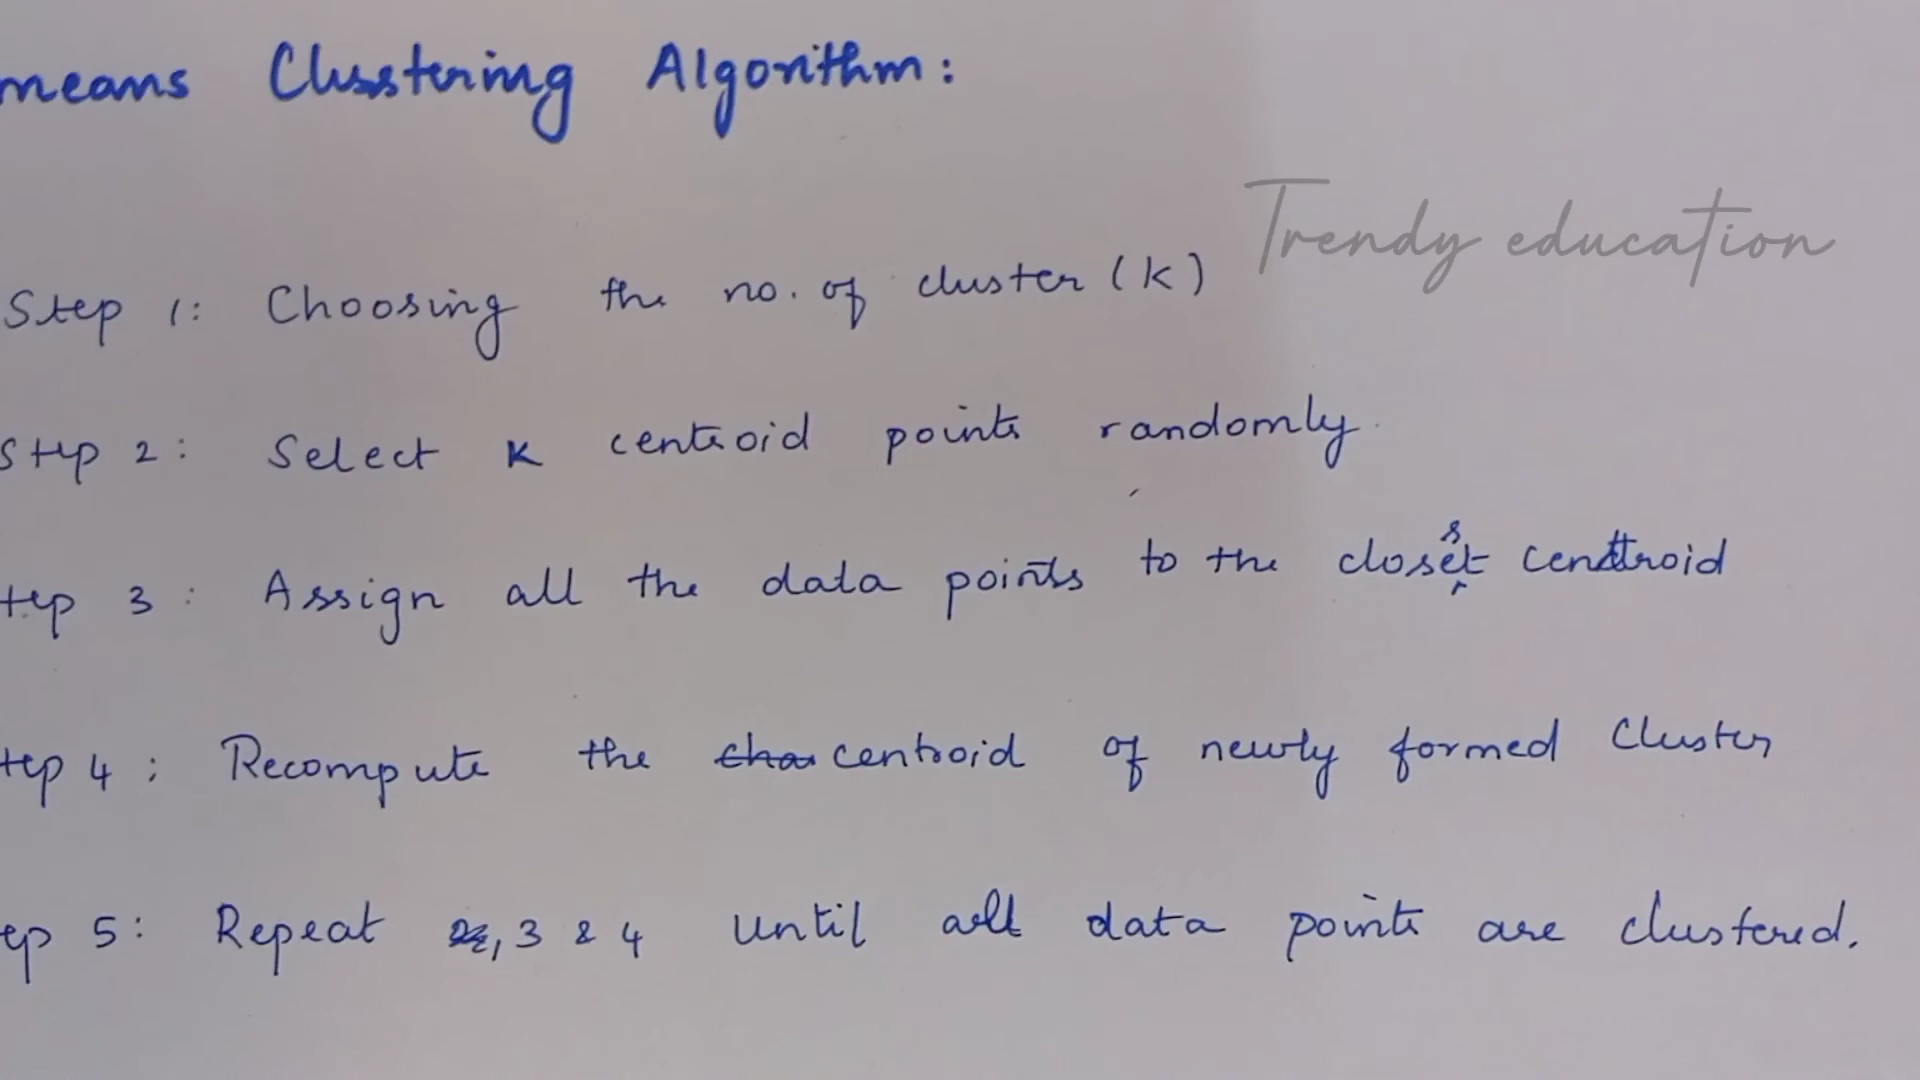 means Clustering Algorithm:
Trendy education
Step 1: Choosing the no. of cluster (K)
Step 2: Select K centroid points randomly.
tep 3: Assign all the data points to the closest centroid
tep 4: Recompute the centroid of newly formed Cluster
ep 5: Repeat , 3 & 4 Until all data points are clustered.